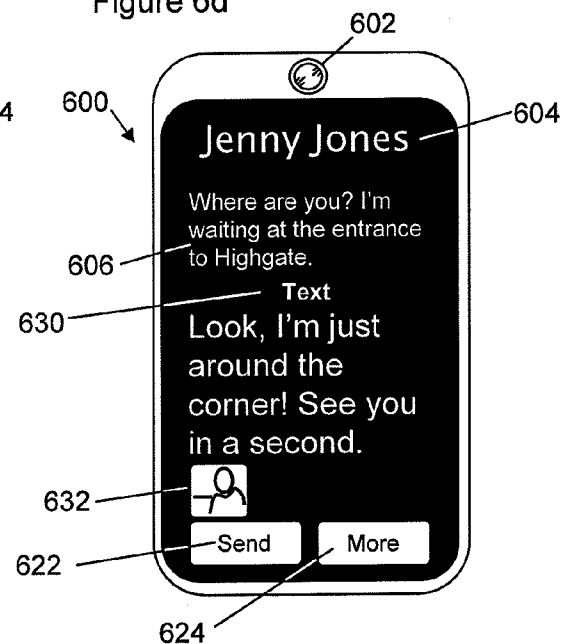 Figure 6d
602
4
600
604
Jenny Jones
Where are you? I'm
waiting at the entrance
to Highgate.
606
Text
630
Look, I'm just
around the
corner! See you
in a second.
632
Send
More
622
624